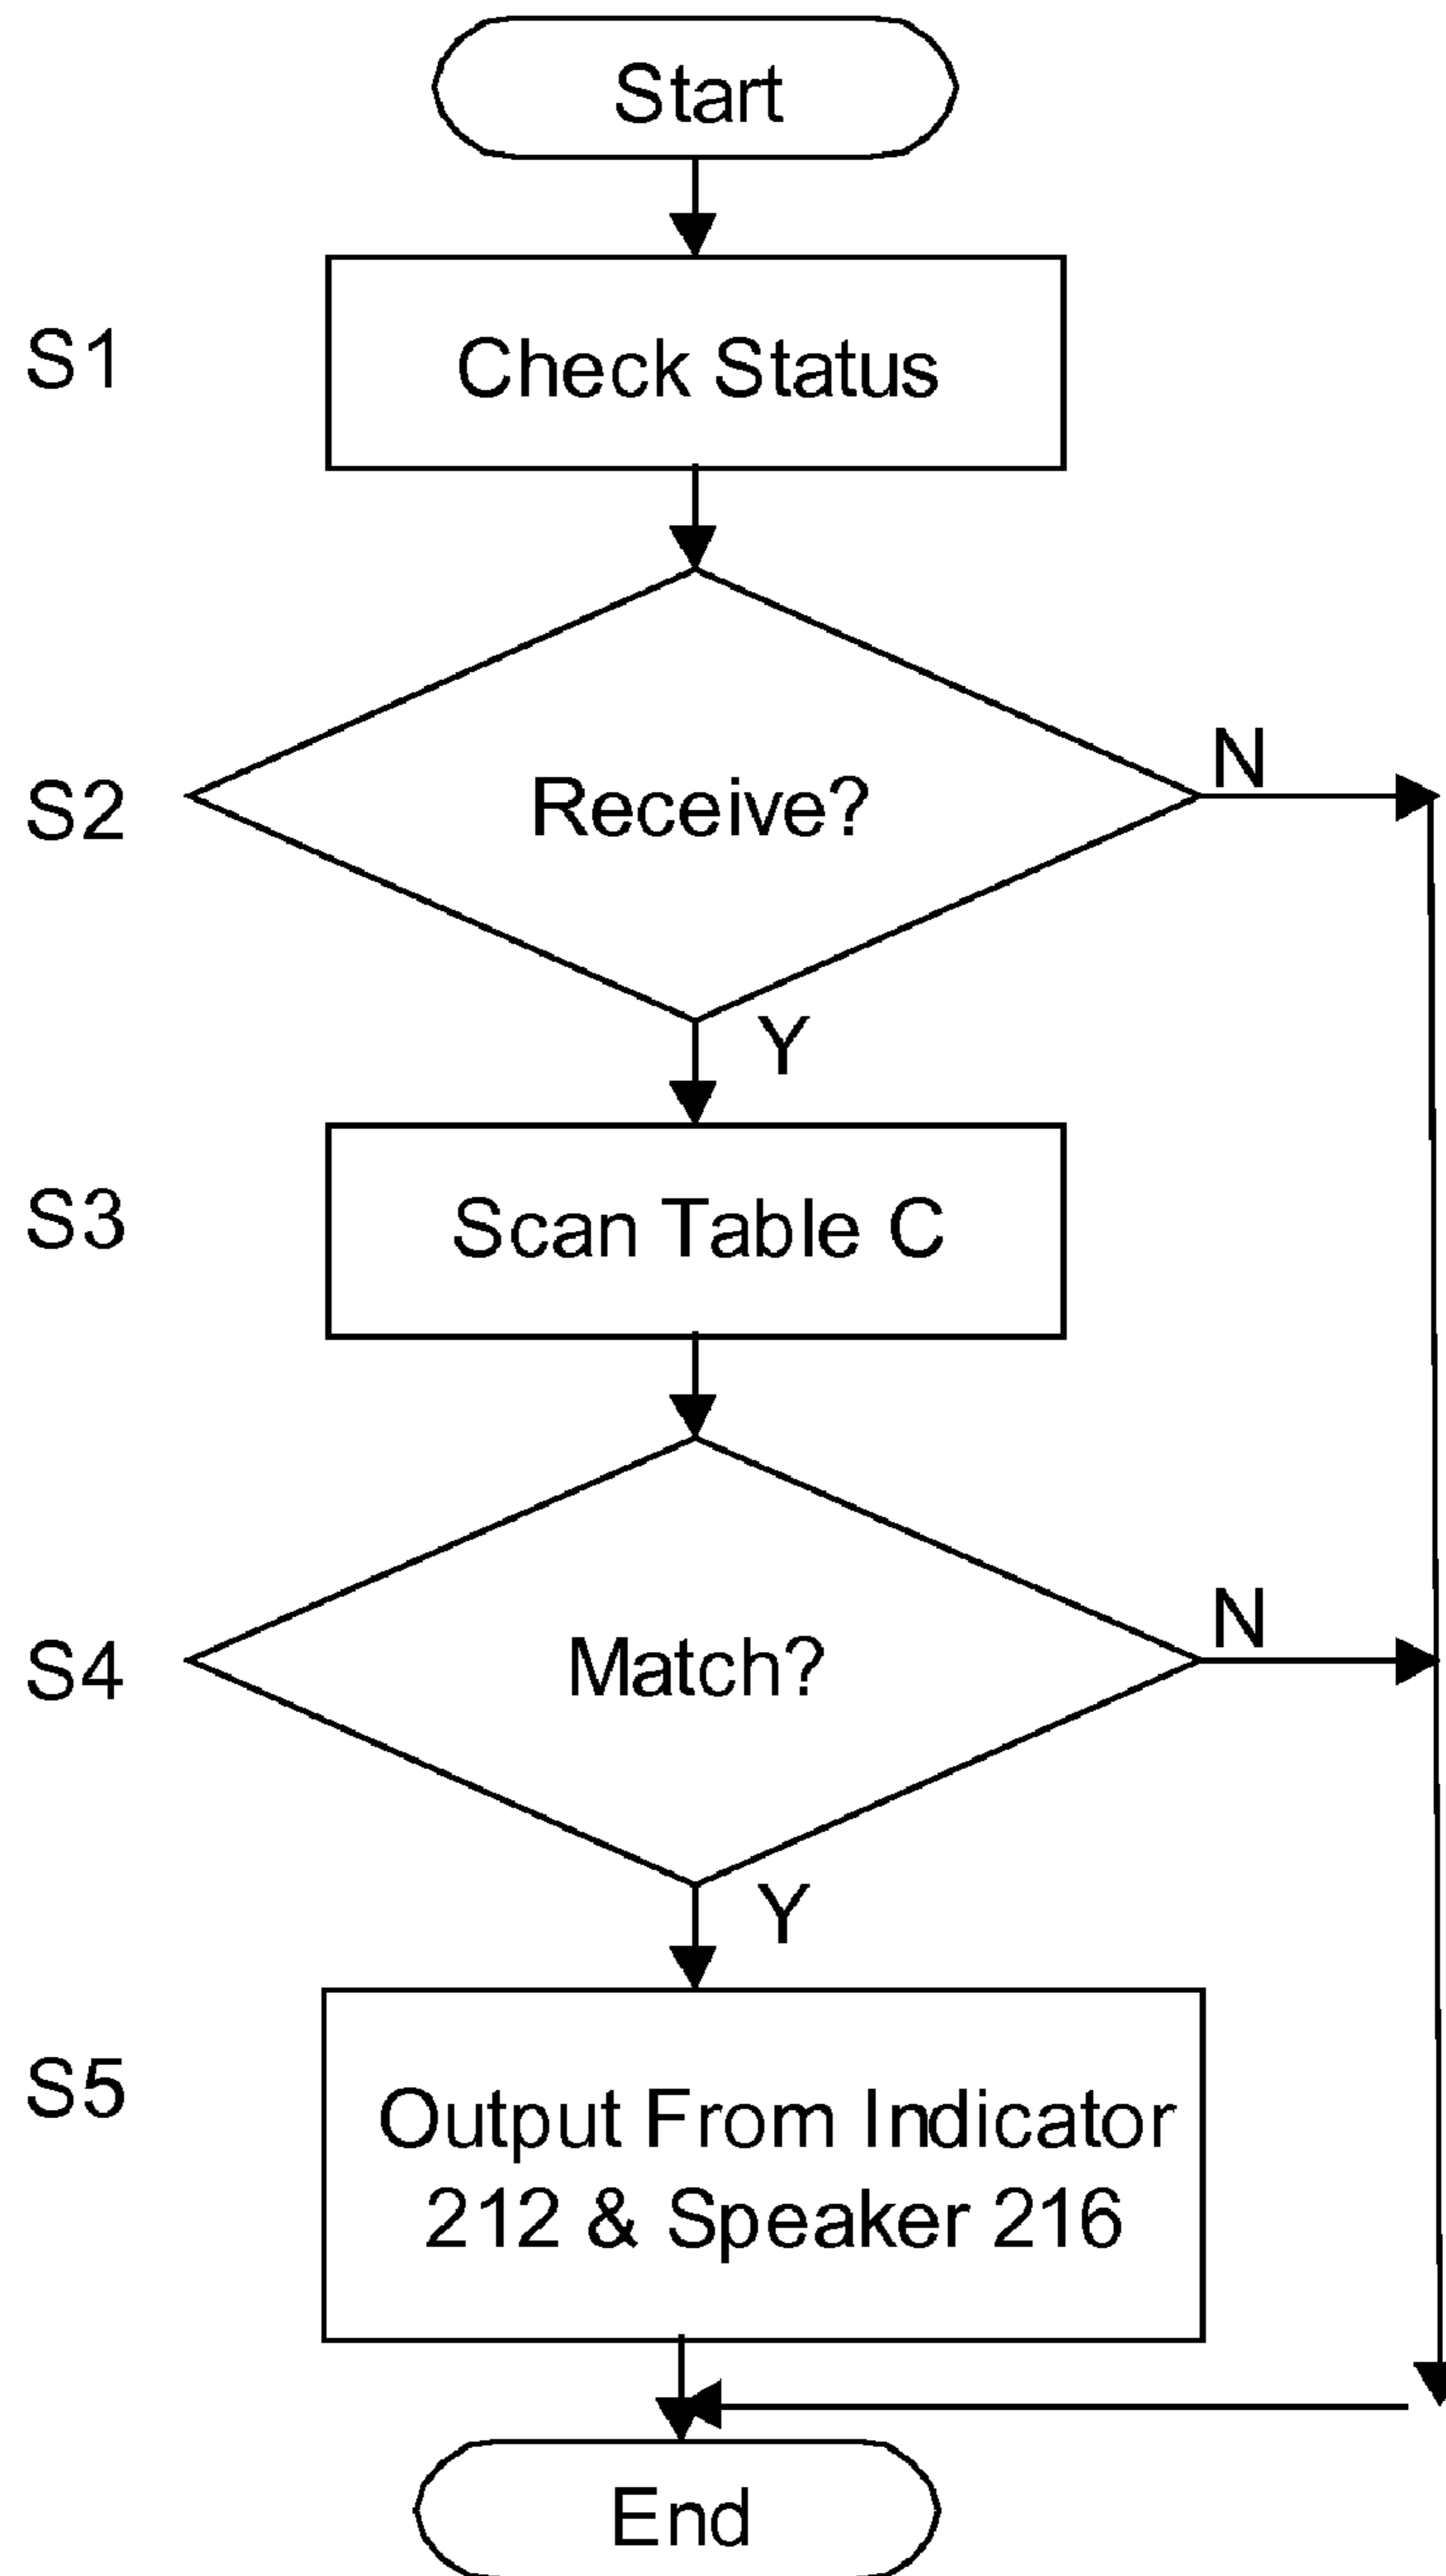 Start
S1
Check Status
S2
Receive?
N
Y
S3
Scan Table C
S4
Match?
N
Y
S5
Output From Indicator
212 & Speaker 216
End